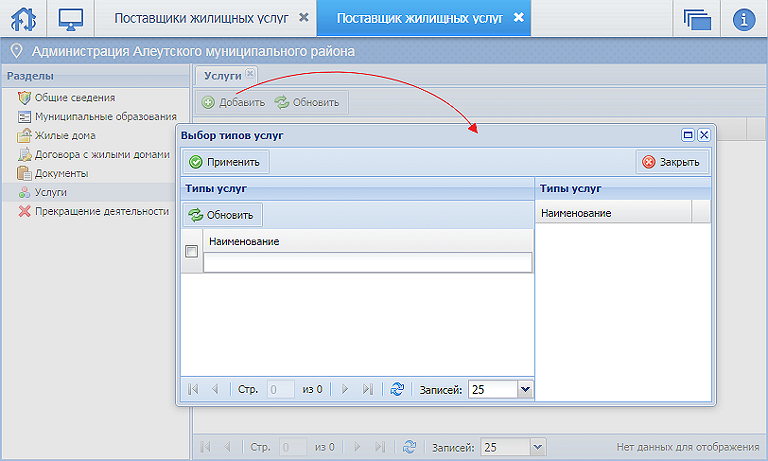 Поставщики жилищных услуг
Поставщик жилищных услуг
Администрация Алеутского муниципального района
Разделы
Общие сведения
Муниципальные образования
Жилые дома
Договора с жилыми домами
Документы
Услуги
Прекращение деятельности
Услуги
Добавить Обновить
Выбор типов услуг
Применить Закрыть
Типы услуг
Обновить
Наименование
Стр. 0 из 0 Записей: 25
Типы услуг
Наименование
Стр. 0 из 0 Записей: 25 Нет данных для отображения